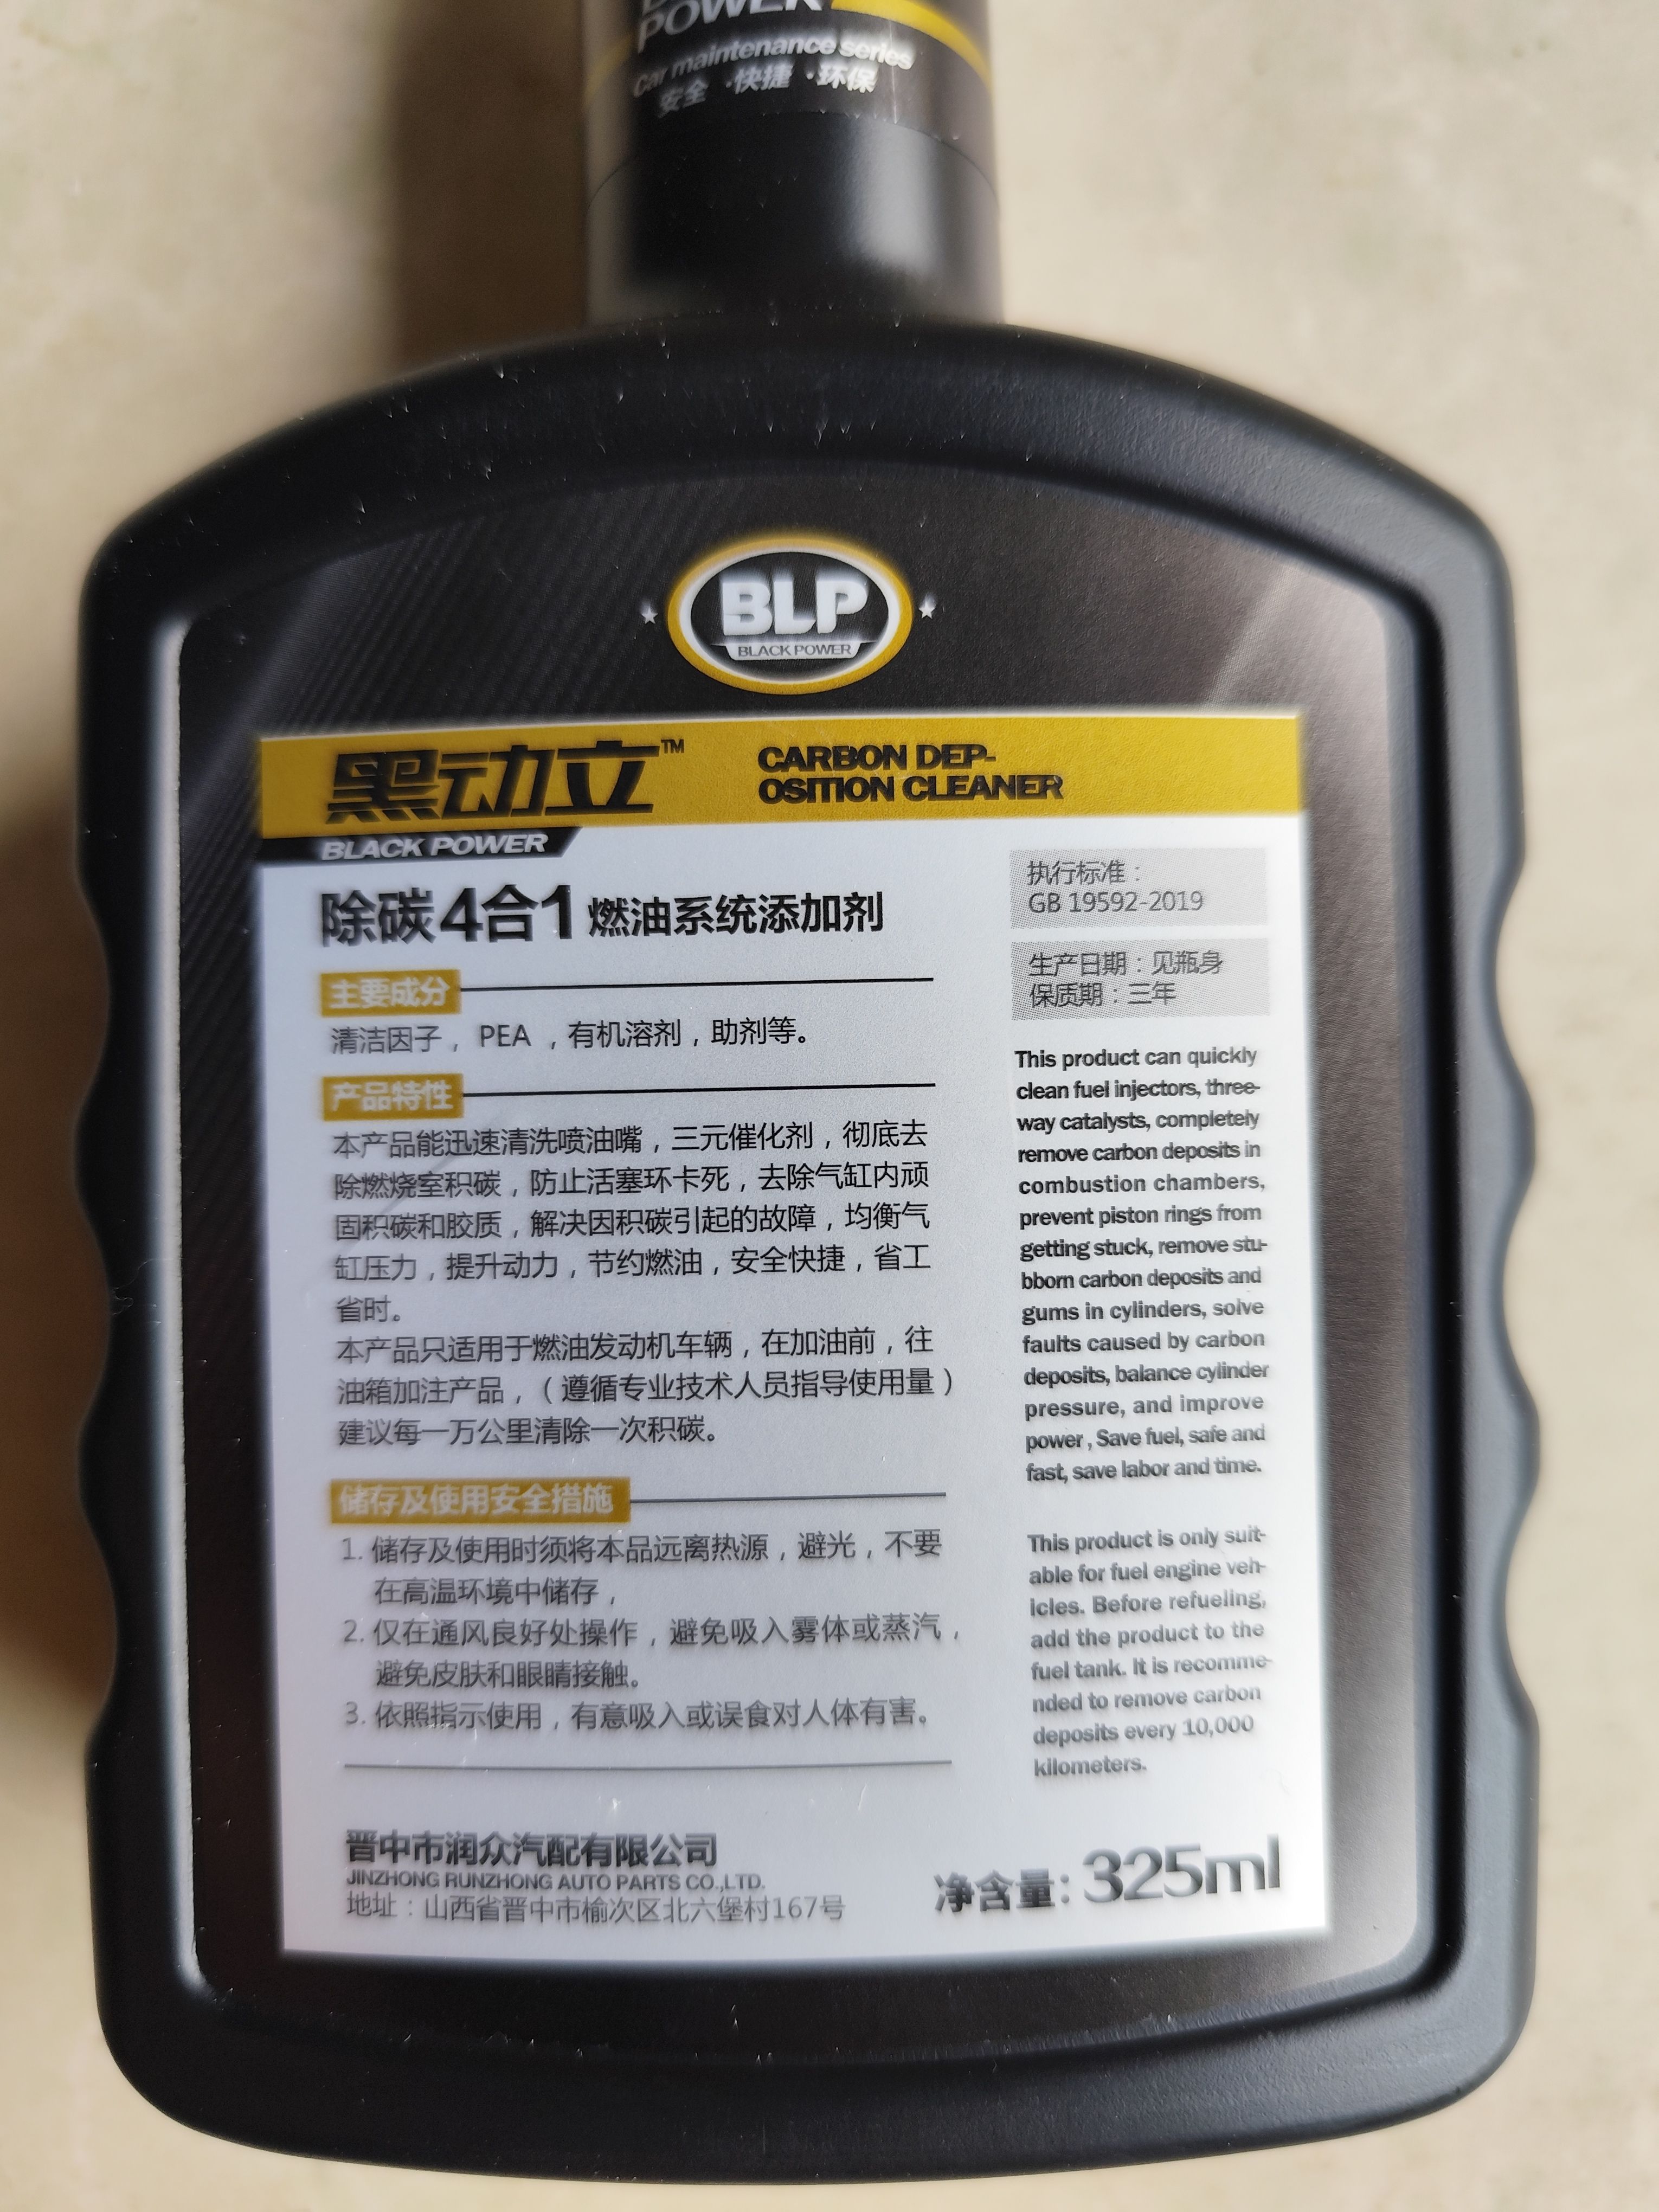 POWER
Car maintenance series
安全 ·快捷 ·环保
BLP
BLACK POWER
黑动立™
CARBON DEP-
OSITION CLEANER
BLACK POWER
除碳4合1 燃油系统添加剂
主要成分
清洁因子，PEA ，有机溶剂，助剂等。
产品特性
本产品能迅速清洗喷油嘴，三元催化剂，彻底去
除燃烧室积碳，防止活塞环卡死，去除气缸内顽
固积碳和胶质，解决因积碳引起的故障，均衡气
缸压力，提升动力，节约燃油，安全快捷，省工
省时。
本产品只适用于燃油发动机车辆，在加油前，往
油箱加注产品，（遵循专业技术人员指导使用量）
建议每一万公里清除一次积碳。
储存及使用安全措施
1. 储存及使用时须将本品远离热源，避光，不要
在高温环境中储存，
2. 仅在通风良好处操作，避免吸入雾体或蒸汽，
避免皮肤和眼睛接触。
3. 依照指示使用，有意吸入或误食对人体有害。
执行标准：
GB 19592-2019
生产日期：见瓶身
保质期：三年
This product can quickly
clean fuel injectors, three-
way catalysts, completely
remove carbon deposits in
combustion chambers,
prevent piston rings from
getting stuck, remove stu-
bborn carbon deposits and
gums in cylinders, solve
faults caused by carbon
deposits, balance cylinder
pressure, and improve
power , Save fuel, safe and
fast, save labor and time.
This product is only suit-
able for fuel engine veh-
icles. Before refueling,
add the product to the
fuel tank. It is recomme-
nded to remove carbon
deposits every 10,000
kilometers.
晋中市润众汽配有限公司
JINZHONG RUNZHONG AUTO PARTS CO.,LTD.
地址：山西省晋中市榆次区北六堡村167号
净含量：325ml